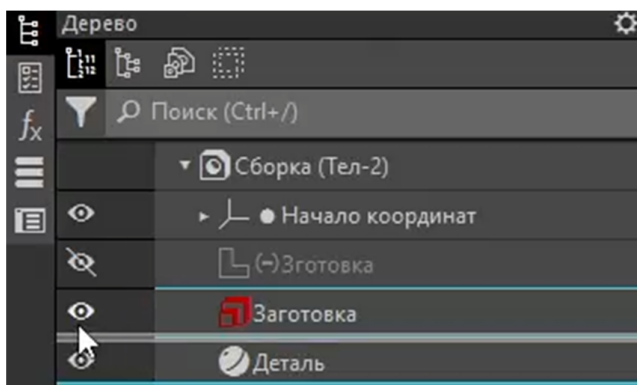 Дерево
Поиск (Ctrl+/)
Сборка (Тел-2)
Начало координат
(-)Зготовка
Заготовка
Деталь